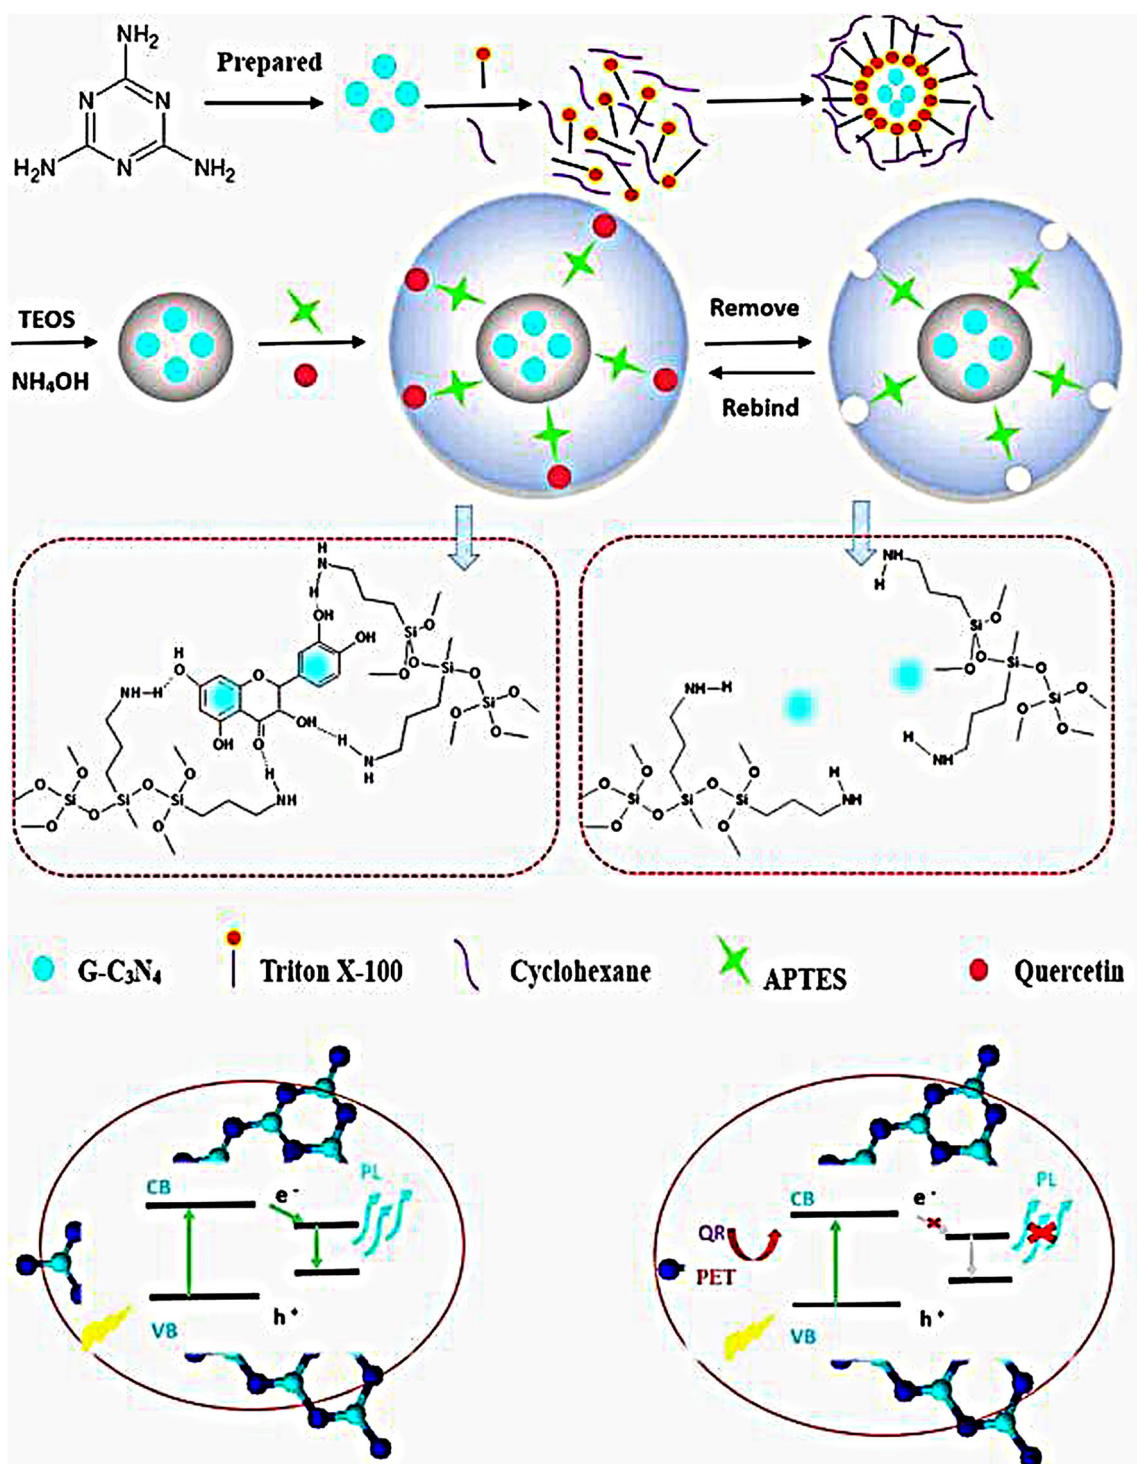 NH₂
Prepared
N
N
H₂N
N
NH₂
TEOS
NH₄OH
Remove
Rebind
H
N
H
OH
OH
H
O
O
NH
H
OH
OH
O
H
H
N
H
NH
O
Si
O
Si
O
Si
O
O
Si
O
O
O
Si
O
O
O
Si
O
O
Si
O
O
Si
O
NH
H
Si
O
O
O
Si
O
Si
O
O
O
NH
H
H
NH
H
NH
O
Si
O
O
O
Si
O
Si
O
O
G-C₃N₄
Triton X-100
Cyclohexane
APTES
Quercetin
CB
e⁻
PL
VB
h⁺
CB
e⁻
PL
QR
PET
VB
h⁺